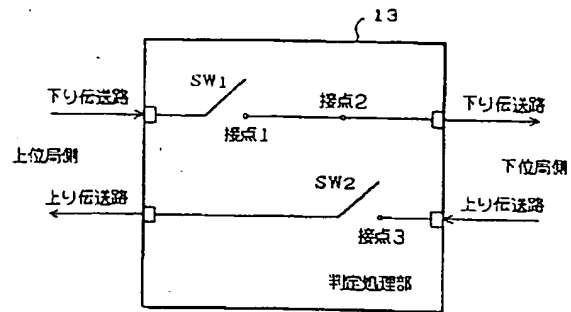 13
SW1
下り伝送路
接点1
接点2
下り伝送路
上位局側
下位局側
上り伝送路
SW2
接点3
上り伝送路
判定処理部